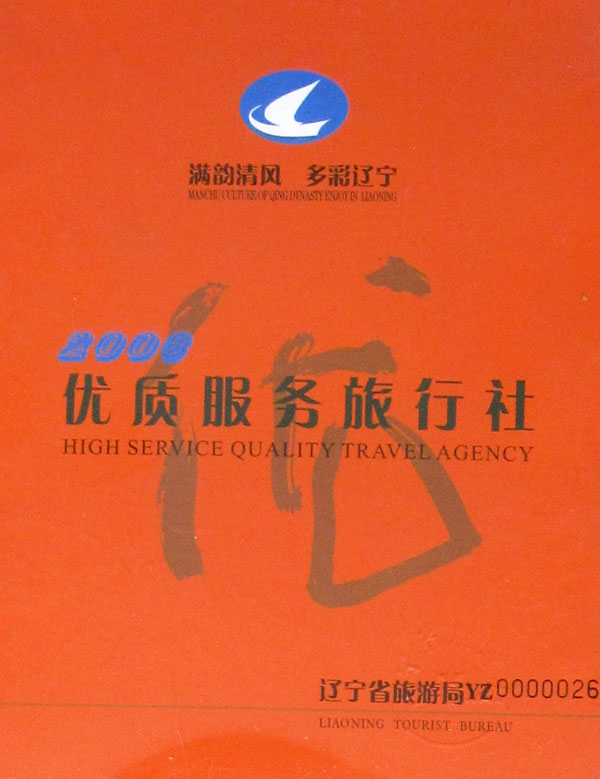 满韵清风 多彩辽宁
MANCHU CULTURE OF QING DYNASTY ENJOY IN LIAONING
优
2006
优质服务旅行社
HIGH SERVICE QUALITY TRAVEL AGENCY
辽宁省旅游局YZ0000026
LIAONING TOURIST BUREAU